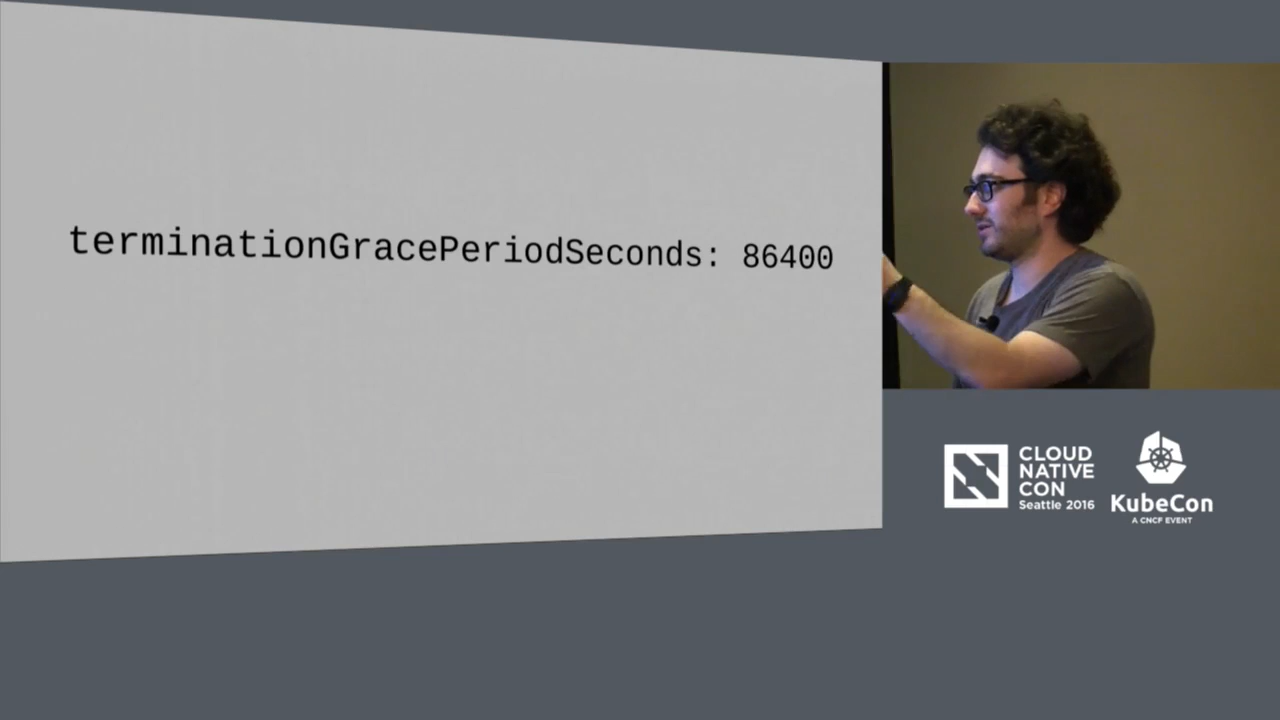 terminationGracePeriodSeconds: 86400
CLOUD
NATIVE
CON
Seattle 2016
KubeCon
A CNCF EVENT